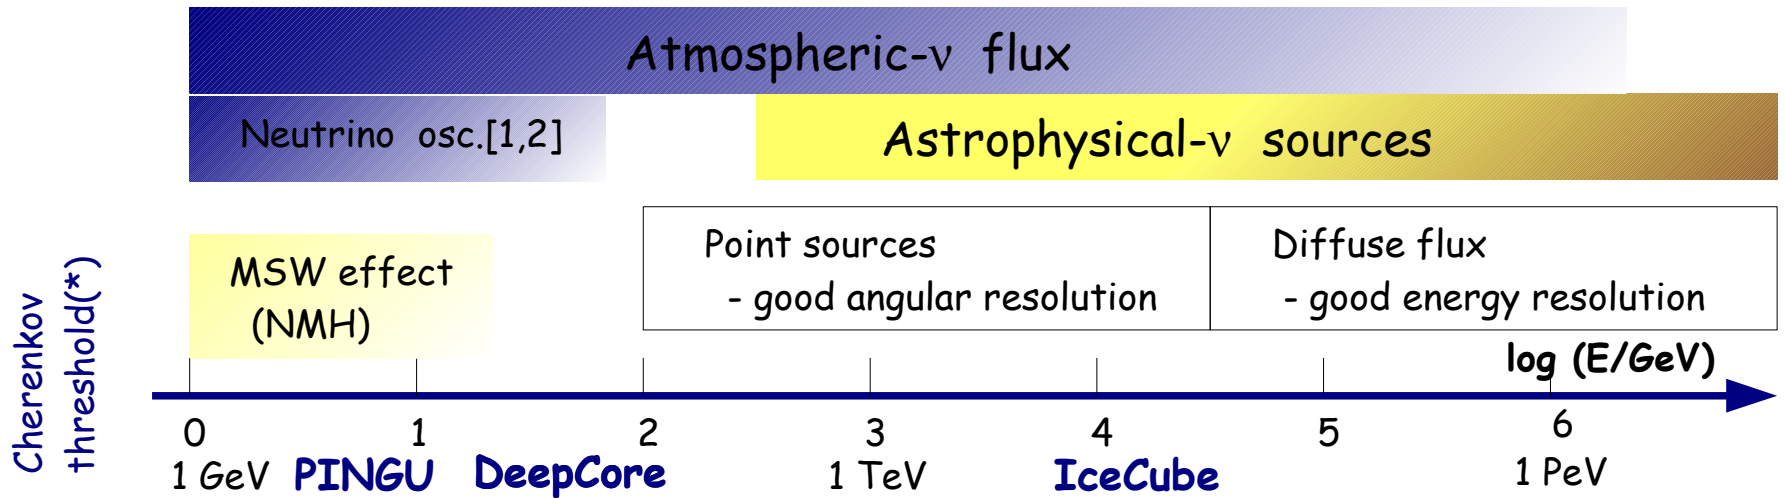 Atmospheric-ν flux
Neutrino osc.[1,2]
Astrophysical-ν sources
MSW effect
(NMH)
Point sources
- good angular resolution
Diffuse flux
- good energy resolution
Cherenkov
threshold(*)
log (E/GeV)
0 1 2 3 4 5 6
1 GeV PINGU DeepCore 1 TeV IceCube 1 PeV